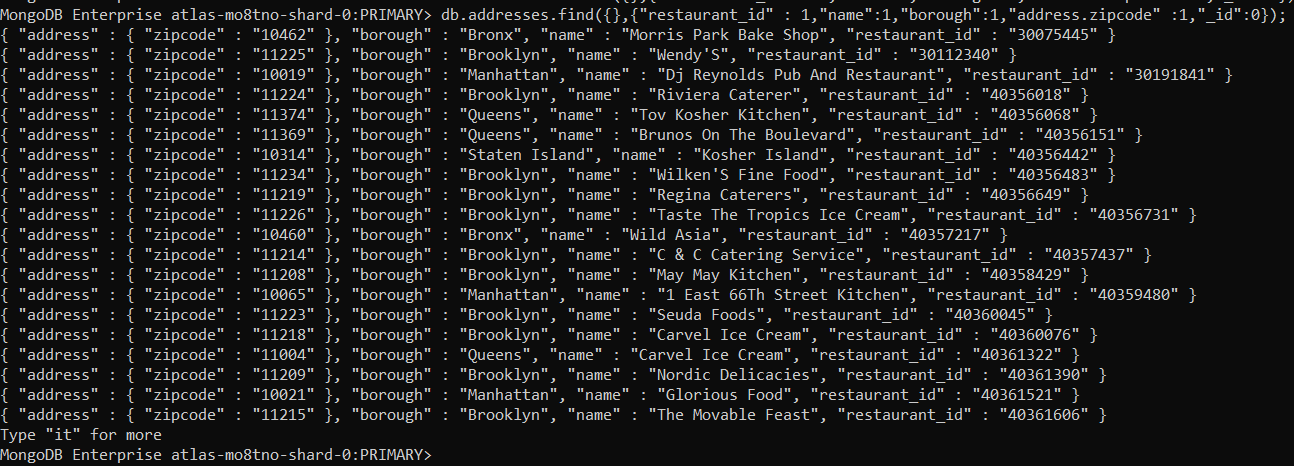 MongoDB Enterprise atlas-mo8tno-shard-0:PRIMARY> db.addresses.find({},{"restaurant_id" : 1,"name":1,"borough":1,"address.zipcode" :1,"_id":0});
{ "address" : { "zipcode" : "10462" }, "borough" : "Bronx", "name" : "Morris Park Bake Shop", "restaurant_id" : "30075445" }
{ "address" : { "zipcode" : "11225" }, "borough" : "Brooklyn", "name" : "Wendy'S", "restaurant_id" : "30112340" }
{ "address" : { "zipcode" : "10019" }, "borough" : "Manhattan", "name" : "Dj Reynolds Pub And Restaurant", "restaurant_id" : "30191841" }
{ "address" : { "zipcode" : "11224" }, "borough" : "Brooklyn", "name" : "Riviera Caterer", "restaurant_id" : "40356018" }
{ "address" : { "zipcode" : "11374" }, "borough" : "Queens", "name" : "Tov Kosher Kitchen", "restaurant_id" : "40356068" }
{ "address" : { "zipcode" : "11369" }, "borough" : "Queens", "name" : "Brunos On The Boulevard", "restaurant_id" : "40356151" }
{ "address" : { "zipcode" : "10314" }, "borough" : "Staten Island", "name" : "Kosher Island", "restaurant_id" : "40356442" }
{ "address" : { "zipcode" : "11234" }, "borough" : "Brooklyn", "name" : "Wilken'S Fine Food", "restaurant_id" : "40356483" }
{ "address" : { "zipcode" : "11219" }, "borough" : "Brooklyn", "name" : "Regina Caterers", "restaurant_id" : "40356649" }
{ "address" : { "zipcode" : "11226" }, "borough" : "Brooklyn", "name" : "Taste The Tropics Ice Cream", "restaurant_id" : "40356731" }
{ "address" : { "zipcode" : "10460" }, "borough" : "Bronx", "name" : "Wild Asia", "restaurant_id" : "40357217" }
{ "address" : { "zipcode" : "11214" }, "borough" : "Brooklyn", "name" : "C & C Catering Service", "restaurant_id" : "40357437" }
{ "address" : { "zipcode" : "11208" }, "borough" : "Brooklyn", "name" : "May May Kitchen", "restaurant_id" : "40358429" }
{ "address" : { "zipcode" : "10065" }, "borough" : "Manhattan", "name" : "1 East 66Th Street Kitchen", "restaurant_id" : "40359480" }
{ "address" : { "zipcode" : "11223" }, "borough" : "Brooklyn", "name" : "Seuda Foods", "restaurant_id" : "40360045" }
{ "address" : { "zipcode" : "11218" }, "borough" : "Brooklyn", "name" : "Carvel Ice Cream", "restaurant_id" : "40360076" }
{ "address" : { "zipcode" : "11004" }, "borough" : "Queens", "name" : "Carvel Ice Cream", "restaurant_id" : "40361322" }
{ "address" : { "zipcode" : "11209" }, "borough" : "Brooklyn", "name" : "Nordic Delicacies", "restaurant_id" : "40361390" }
{ "address" : { "zipcode" : "10021" }, "borough" : "Manhattan", "name" : "Glorious Food", "restaurant_id" : "40361521" }
{ "address" : { "zipcode" : "11215" }, "borough" : "Brooklyn", "name" : "The Movable Feast", "restaurant_id" : "40361606" }
Type "it" for more
MongoDB Enterprise atlas-mo8tno-shard-0:PRIMARY>